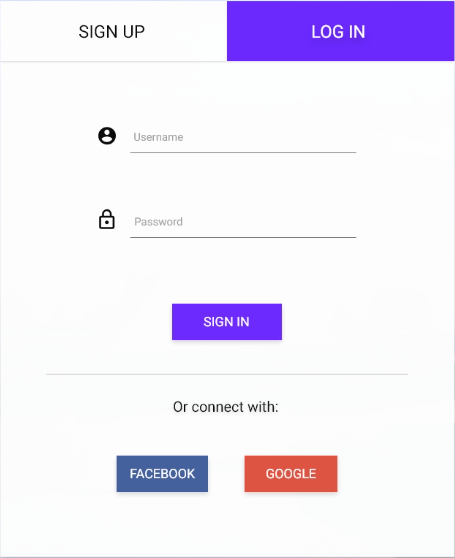 SIGN UP LOG IN
Username
Password
SIGN IN
Or connect with:
FACEBOOK GOOGLE